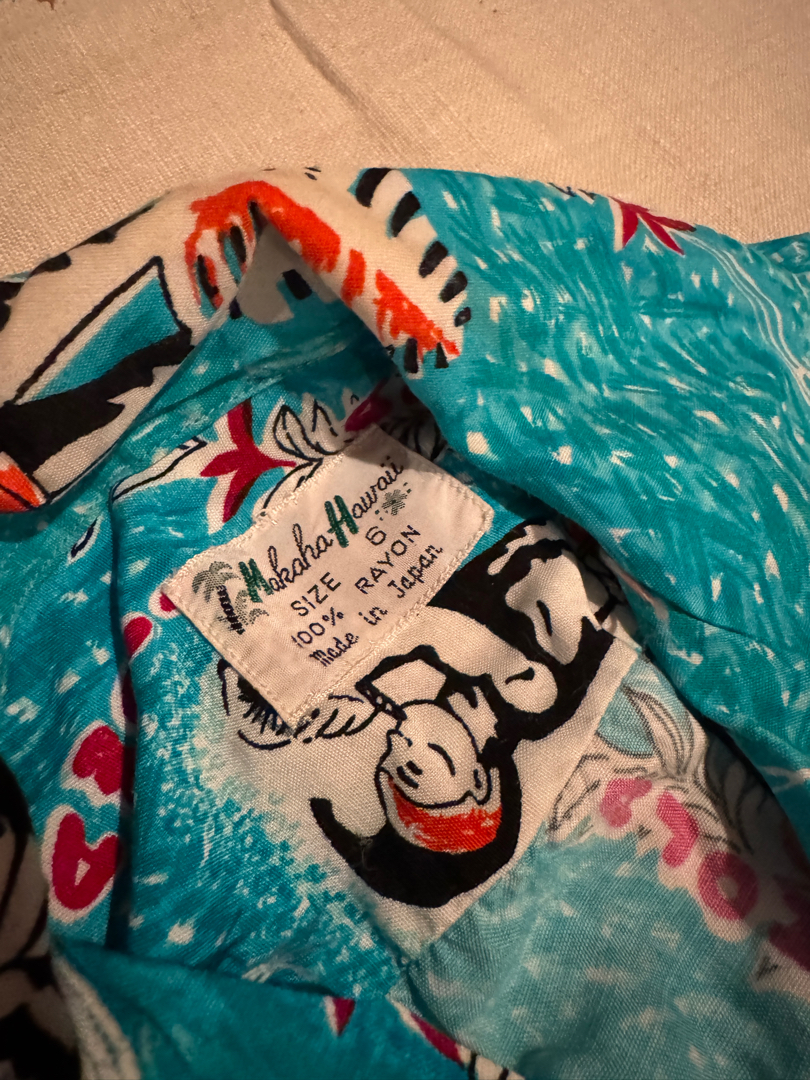 Makaha Hawaii
SIZE 6
100% RAYON
Made in Japan